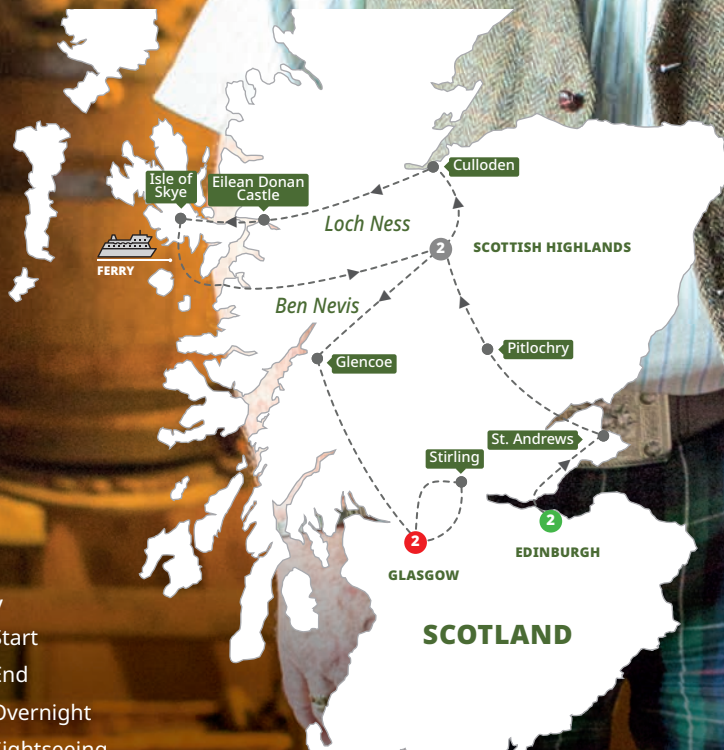 Culloden
Isle of
Skye
Eilean Donan
Castle
Loch Ness
2
SCOTTISH HIGHLANDS
FERRY
Ben Nevis
Pitlochry
Glencoe
St. Andrews
Stirling
2
EDINBURGH
2
GLASGOW
SCOTLAND
Start
End
Overnight
Sightseeing